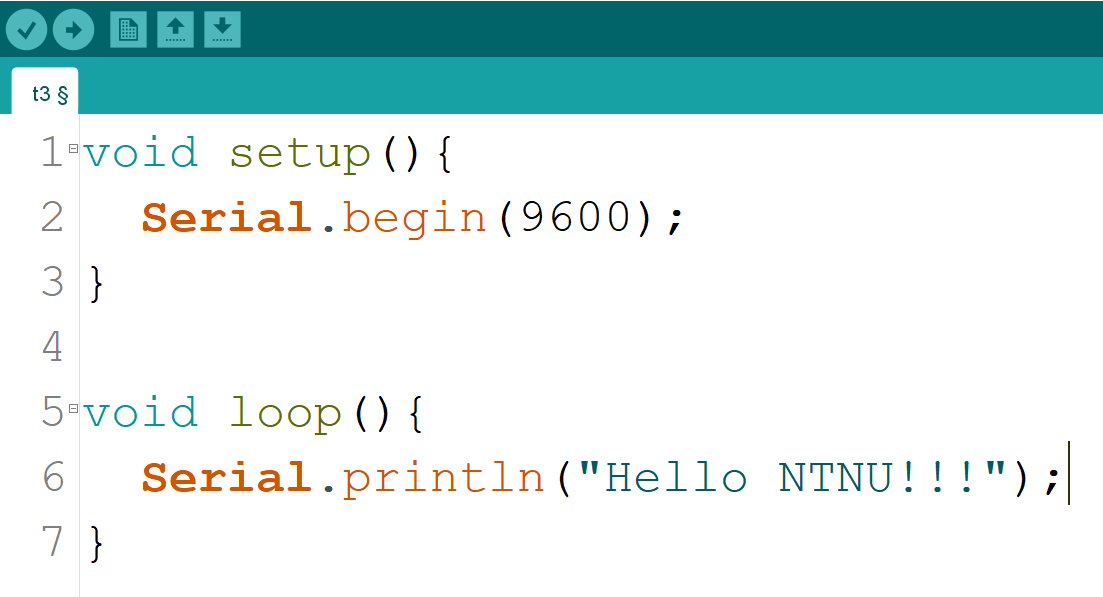 t3 §
1 void setup(){
2   Serial.begin(9600);
3 }
4
5 void loop(){
6   Serial.println("Hello NTNU!!!");
7 }